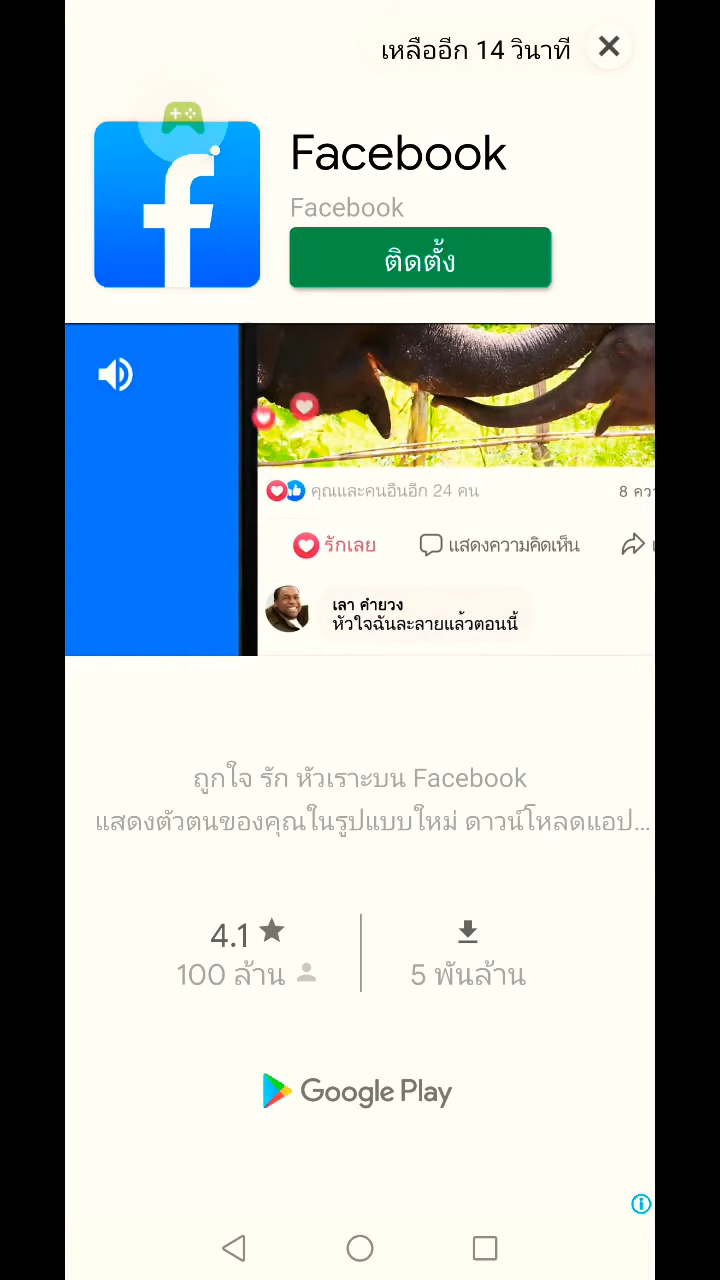 เหลืออีก 14 วินาที
Facebook
Facebook
ติดตั้ง
คุณและคนอื่นอีก 24 คน
8 ควา
รักเลย
แสดงความคิดเห็น
เลา คำยวง
หัวใจฉันละลายแล้วตอนนี้
ถูกใจ รัก หัวเราะบน Facebook
แสดงตัวตนของคุณในรูปแบบใหม่ ดาวน์โหลดแอป...
4.1
100 ล้าน
5 พันล้าน
Google Play